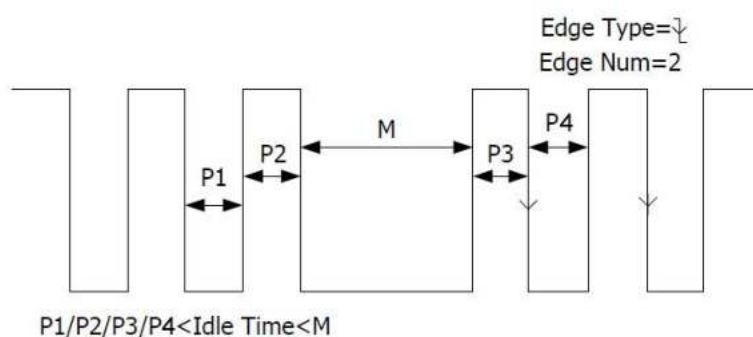 Edge Type=
Edge Num=2
M
P4
P2
P3
P1
P1/P2/P3/P4<Idle Time<M